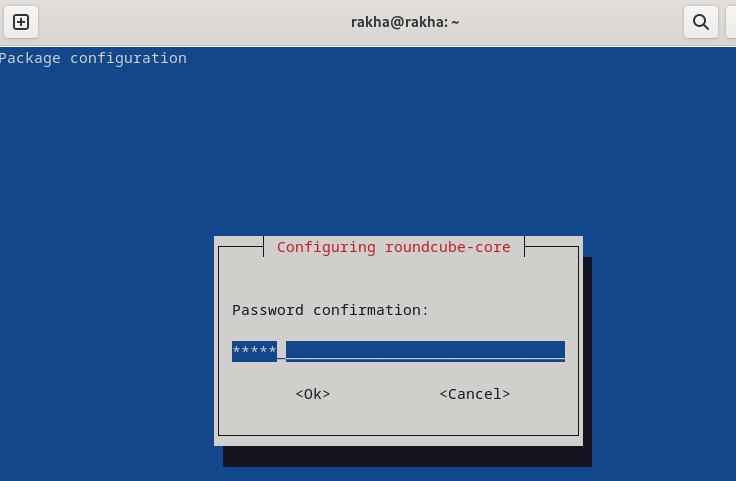 rakha@rakha: ~
Package configuration
Configuring roundcube-core
Password confirmation:
*****
<Ok> <Cancel>